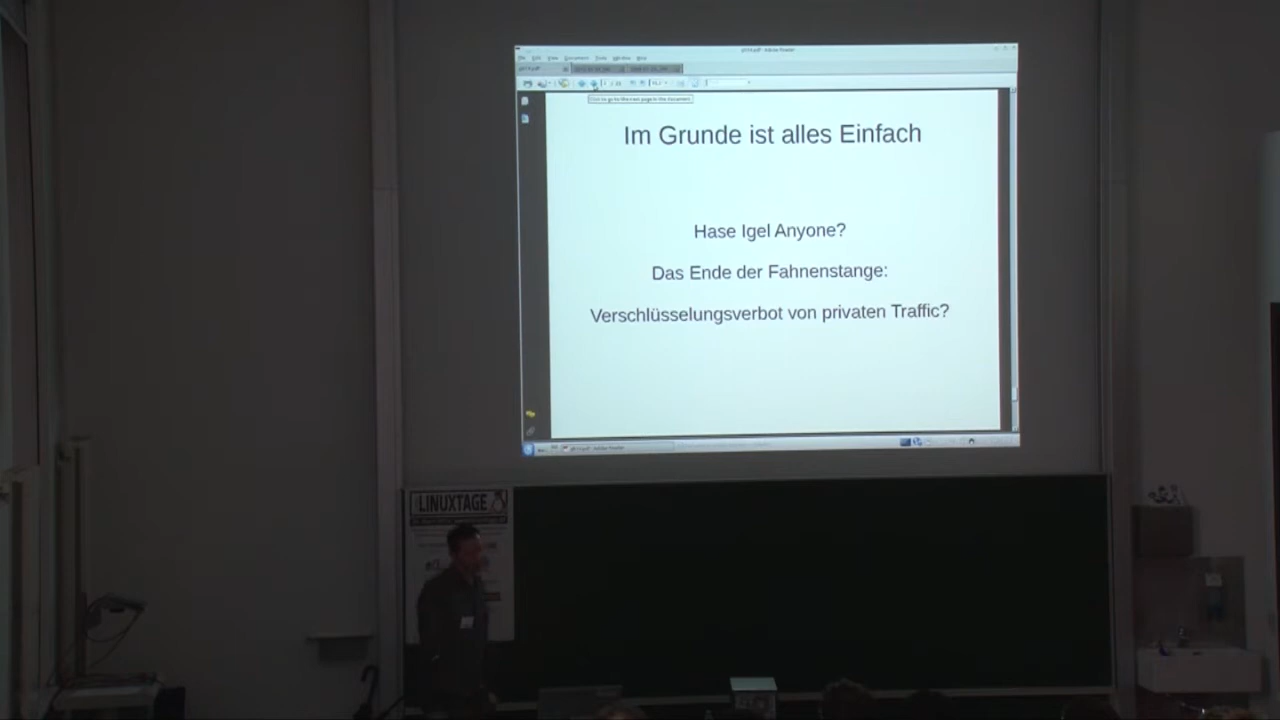 Im Grunde ist alles Einfach
Hase Igel Anyone?
Das Ende der Fahnenstange:
Verschlüsselungsverbot von privaten Traffic?
LINUXTAGE